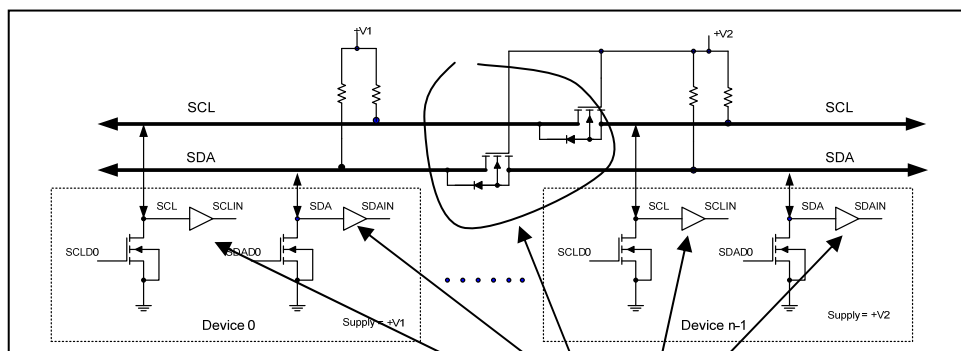 +V1
+V2
SCL
SCL
SDA
SDA
SCL
SCLIN
SDA
SDAIN
SCL
SCLIN
SDA
SDAIN
SCLD0
SDAD0
SCLD0
SDAD0
Device 0
Supply = +V1
Device n-1
Supply = +V2